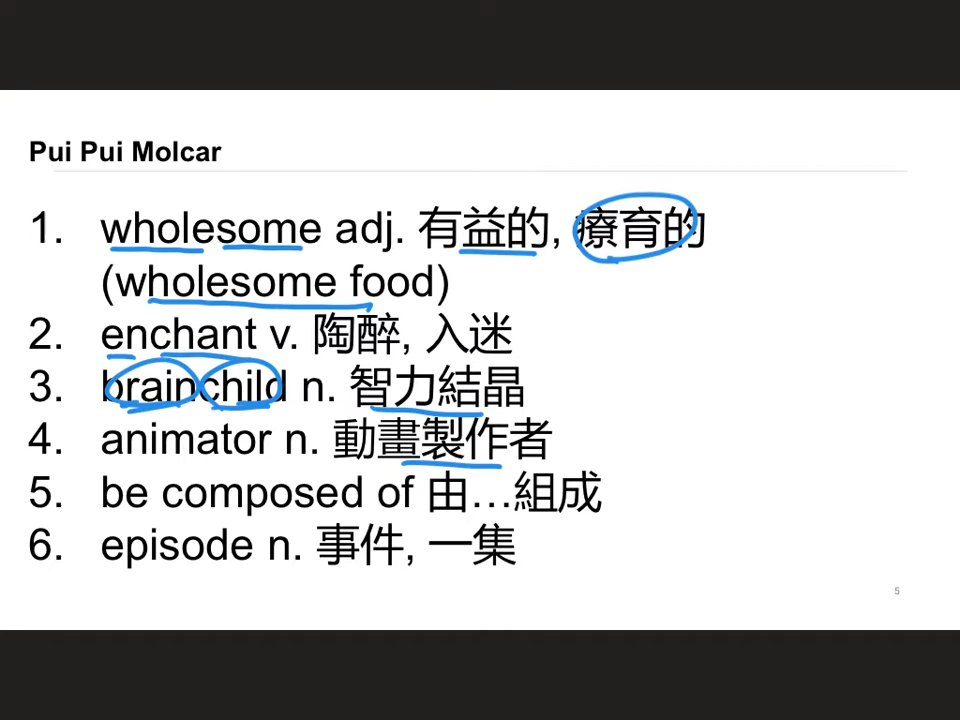 Pui Pui Molcar
1. wholesome adj. 有益的, 療育的
(wholesome food)
2. enchant v. 陶醉, 入迷
3. brainchild n. 智力結晶
4. animator n. 動畫製作者
5. be composed of 由…組成
6. episode n. 事件, 一集
5